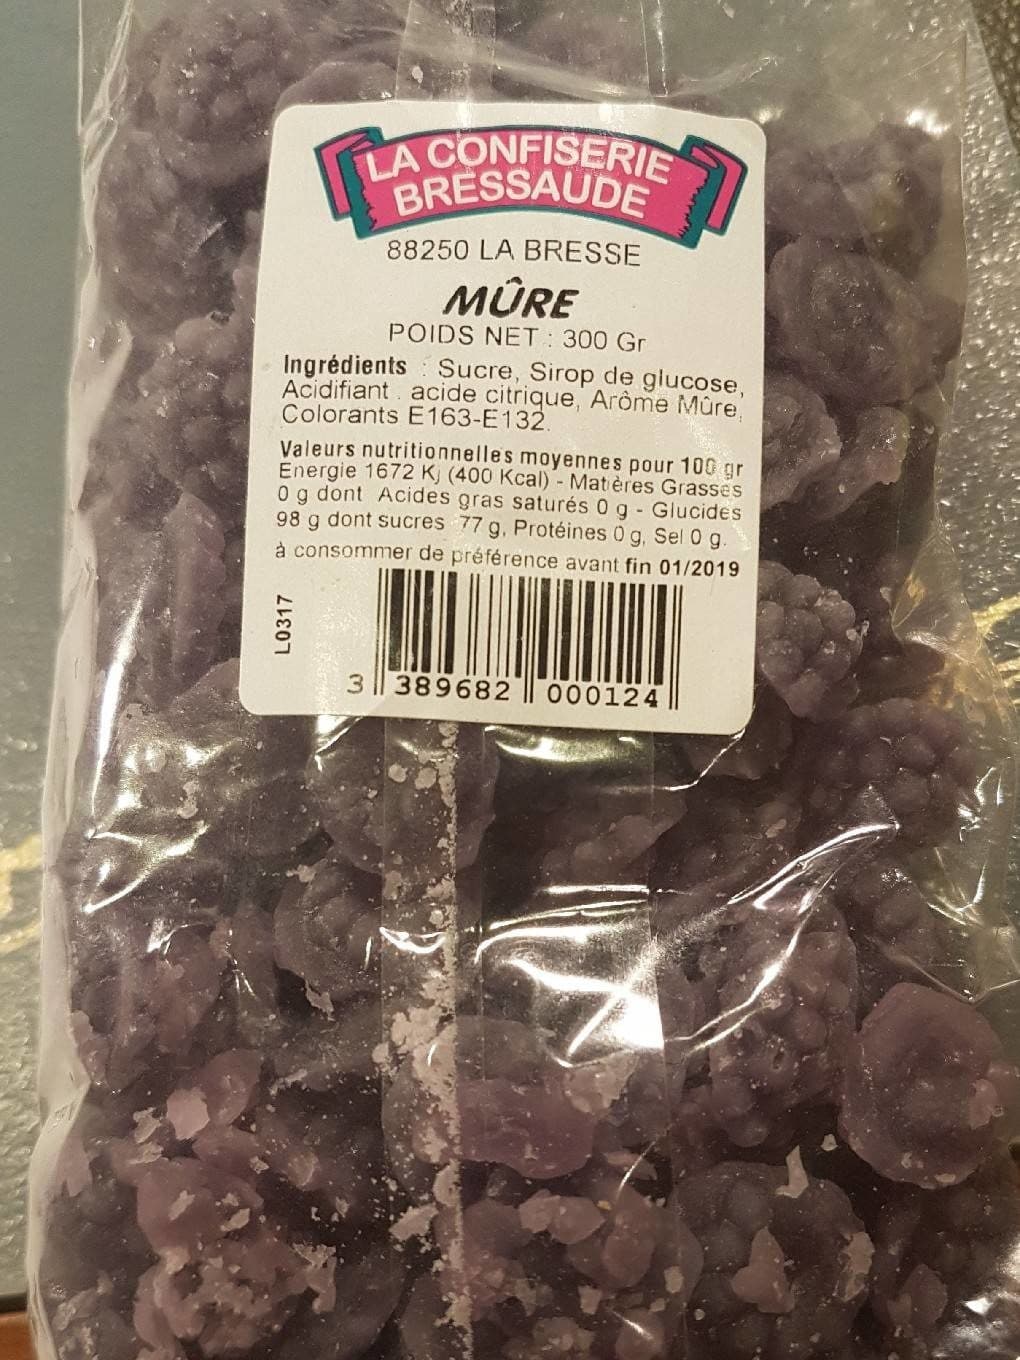 LA CONFISERIE
BRESSAUDE
88250 LA BRESSE
MÛRE
POIDS NET : 300 Gr
Ingrédients : Sucre, Sirop de glucose,
Acidifiant : acide citrique, Arôme Mûre,
Colorants E163-E132.
Valeurs nutritionnelles moyennes pour 100 gr
Energie 1672 Kj (400 Kcal) - Matières Grasses
0 g dont Acides gras saturés 0 g - Glucides
98 g dont sucres 77 g, Protéines 0 g, Sel 0 g.
à consommer de préférence avant fin 01/2019
L0317
3 389682 000124